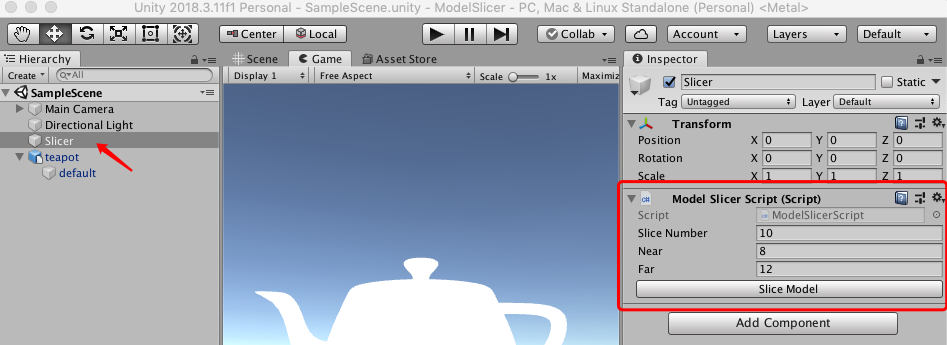 Unity 2018.3.11f1 Personal - SampleScene.unity - ModelSlicer - PC, Mac & Linux Standalone (Personal) <Metal>
Center Local Collab Account Layers Default
Hierarchy Scene Game Asset Store Inspector
Create All Display 1 Free Aspect Scale 1x Maximiz Slicer Static
SampleScene Tag Untagged Layer Default
Main Camera
Directional Light Transform
Slicer Position X 0 Y 0 Z 0
teapot Rotation X 0 Y 0 Z 0
default Scale X 1 Y 1 Z 1
C# Model Slicer Script (Script)
Script ModelSlicerScript
Slice Number 10
Near 8
Far 12
Slice Model
Add Component